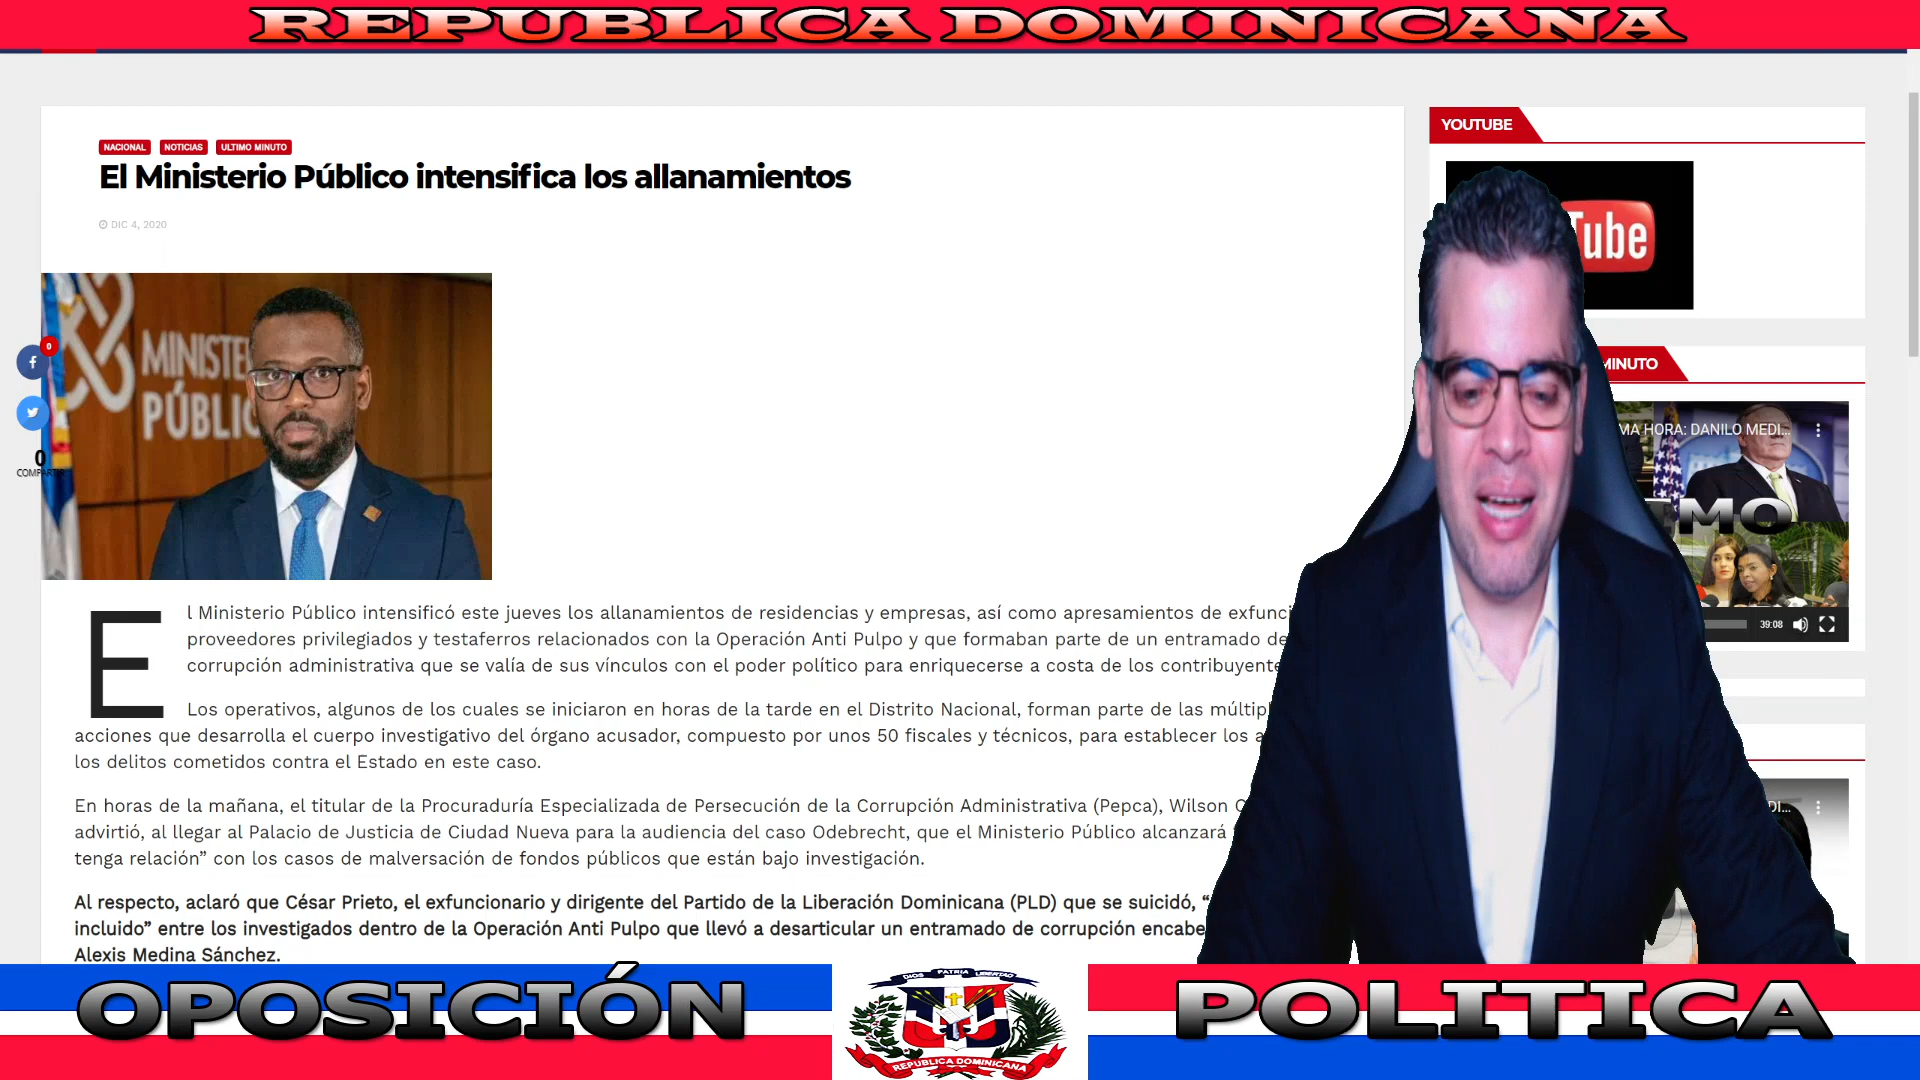 REPUBLICA DOMINICANA
NACIONAL NOTICIAS ULTIMO MINUTO
El Ministerio Público intensifica los allanamientos
DIC 4, 2020
MINISTE
PÚBLIC
0
0
COMPARTIR
El Ministerio Público intensificó este jueves los allanamientos de residencias y empresas, así como apresamientos de exfunci
proveedores privilegiados y testaferros relacionados con la Operación Anti Pulpo y que formaban parte de un entramado de
corrupción administrativa que se valía de sus vínculos con el poder político para enriquecerse a costa de los contribuyente
Los operativos, algunos de los cuales se iniciaron en horas de la tarde en el Distrito Nacional, forman parte de las múltipl
acciones que desarrolla el cuerpo investigativo del órgano acusador, compuesto por unos 50 fiscales y técnicos, para establecer los a
los delitos cometidos contra el Estado en este caso.
En horas de la mañana, el titular de la Procuraduría Especializada de Persecución de la Corrupción Administrativa (Pepca), Wilson C
advirtió, al llegar al Palacio de Justicia de Ciudad Nueva para la audiencia del caso Odebrecht, que el Ministerio Público alcanzará
tenga relación” con los casos de malversación de fondos públicos que están bajo investigación.
Al respecto, aclaró que César Prieto, el exfuncionario y dirigente del Partido de la Liberación Dominicana (PLD) que se suicidó, “
incluido” entre los investigados dentro de la Operación Anti Pulpo que llevó a desarticular un entramado de corrupción encabe
Alexis Medina Sánchez.
YOUTUBE
Tube
MINUTO
MA HORA: DANILO MEDI...
IMO
39:08
DI...
OPOSICIÓN
DIOS PATRIA LIBERTAD
REPUBLICA DOMINICANA
POLITICA